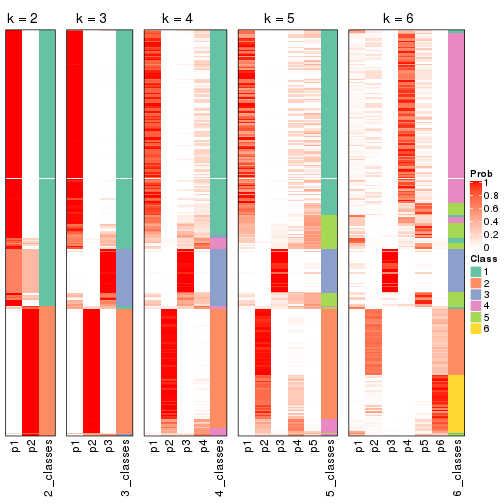 k = 2
k = 3
k = 4
k = 5
k = 6
p1
p2
2_classes
p1
p2
p3
3_classes
p1
p2
p3
p4
4_classes
p1
p2
p3
p4
p5
5_classes
p1
p2
p3
p4
p5
p6
6_classes
Prob
1
0.8
0.6
0.4
0.2
0
Class
1
2
3
4
5
6